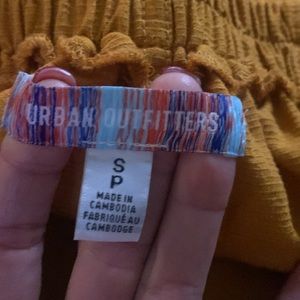 URBAN OUTFITTERS
S
P
MADE IN
CAMBODIA
FABRIQUÉ AU
CAMBODGE